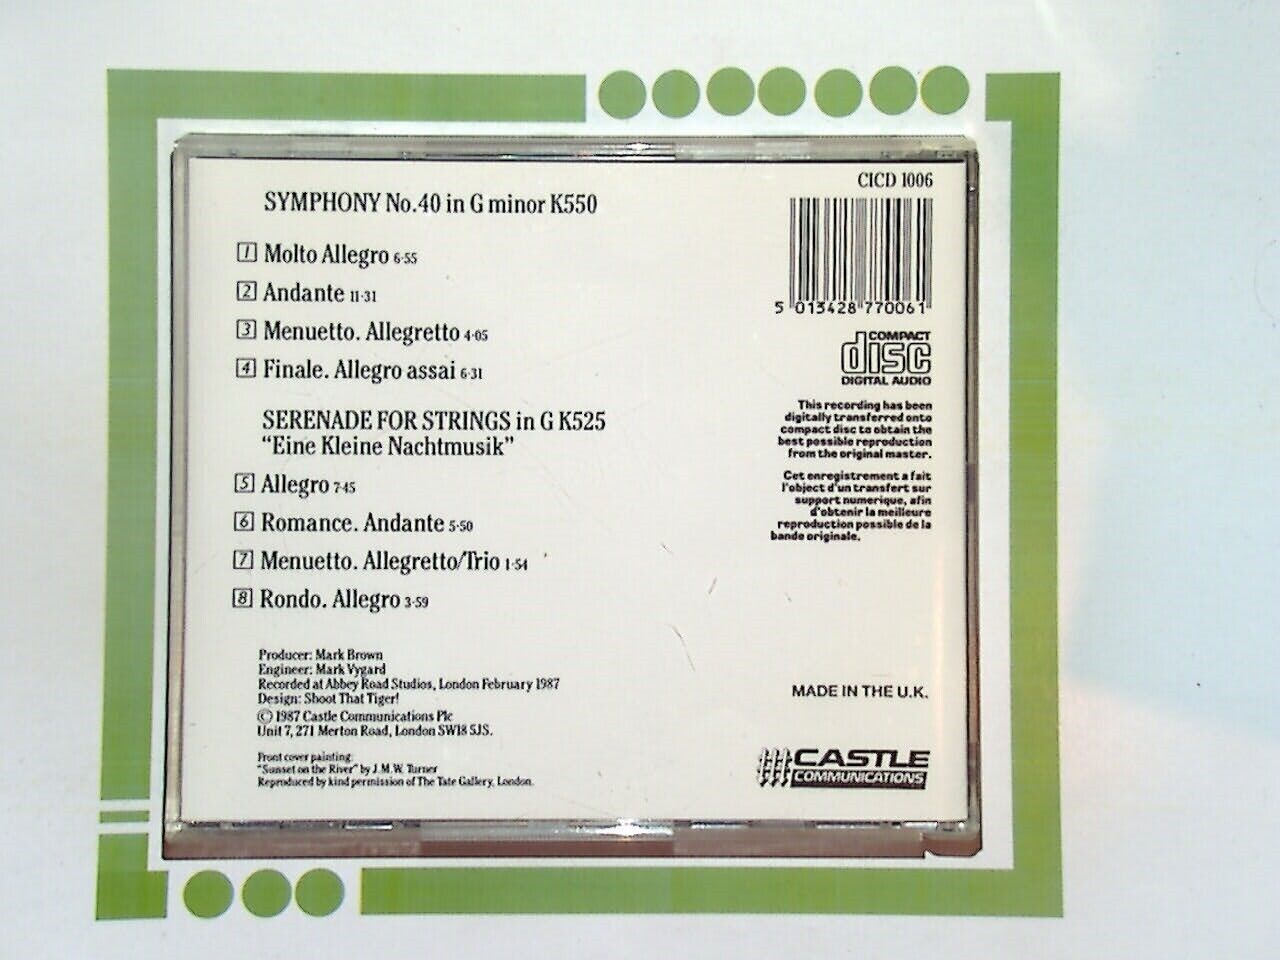 SYMPHONY No.40 in G minor K550
1 Molto Allegro 6·55
2 Andante 11·31
3 Menuetto. Allegretto 4·05
4 Finale. Allegro assai 6·31
SERENADE FOR STRINGS in G K525
“Eine Kleine Nachtmusik”
5 Allegro 7·45
6 Romance. Andante 5·50
7 Menuetto. Allegretto/Trio 1·54
8 Rondo. Allegro 3·59
Producer: Mark Brown
Engineer: Mark Vygard
Recorded at Abbey Road Studios, London February 1987
Design: Shoot That Tiger!
© 1987 Castle Communications Plc
Unit 7, 271 Merton Road, London SW18 5JS.
Front cover painting:
"Sunset on the River" by J.M.W. Turner
Reproduced by kind permission of The Tate Gallery, London.
CICD 1006
5 013428 770061
COMPACT
disc
DIGITAL AUDIO
This recording has been
digitally transferred onto
compact disc to obtain the
best possible reproduction
from the original master.
Cet enregistrement a fait
l'object d'un transfert sur
support numerique, afin
d'obtenir la meilleure
reproduction possible de la
bande originale.
MADE IN THE U.K.
CASTLE
COMMUNICATIONS